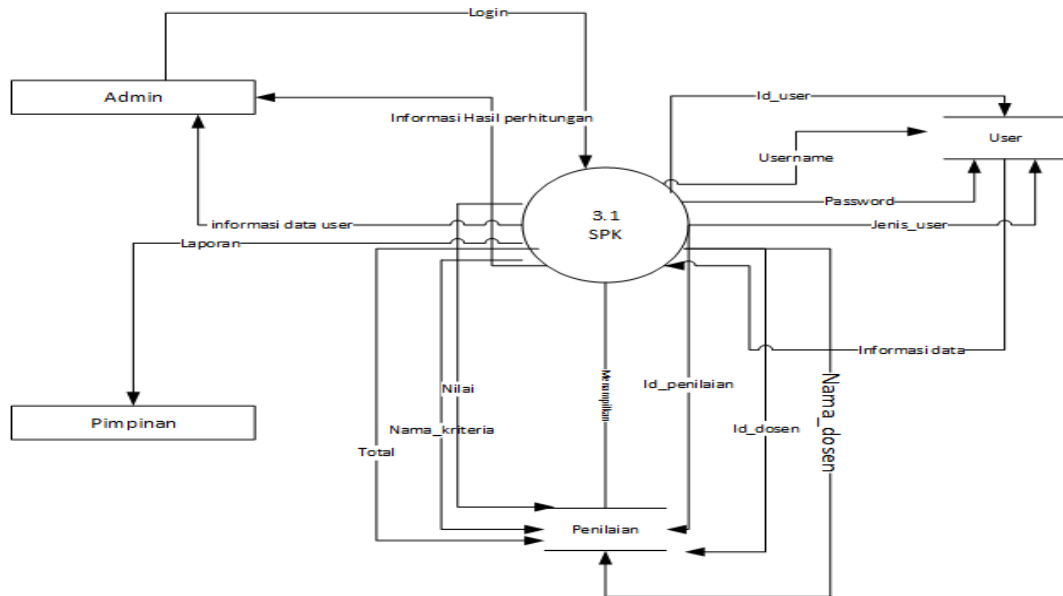 Login
Admin
Id_user
Informasi Hasil perhitungan
User
Username
Password
3.1
SPK
informasi data user
Jenis_user
Laporan
Informasi data
Menampilkan
Nilai
Id_penilaian
Nama_dosen
Pimpinan
Nama_kriteria
Id_dosen
Total
Penilaian